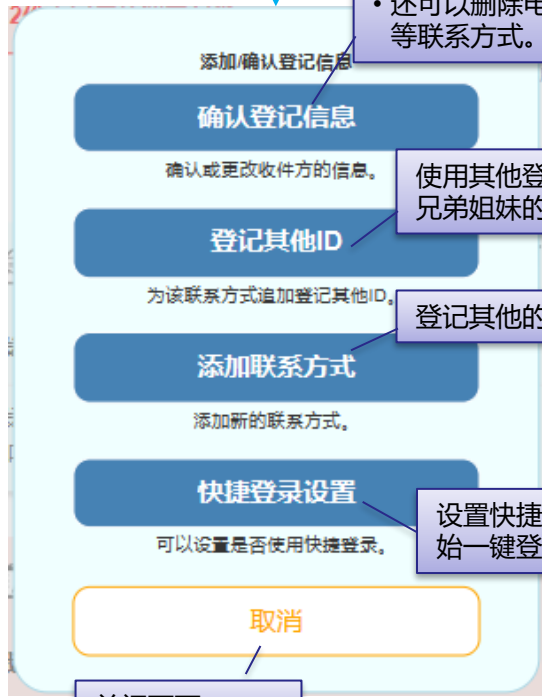 ・还可以删除电
等联系方式。
添加/确认登记信息
确认登记信息
确认或更改收件方的信息。
使用其他登
兄弟姐妹的
登记其他ID
为该联系方式追加登记其他ID。
登记其他的
添加联系方式
添加新的联系方式。
快捷登录设置
设置快捷
始一键登
可以设置是否使用快捷登录。
取消